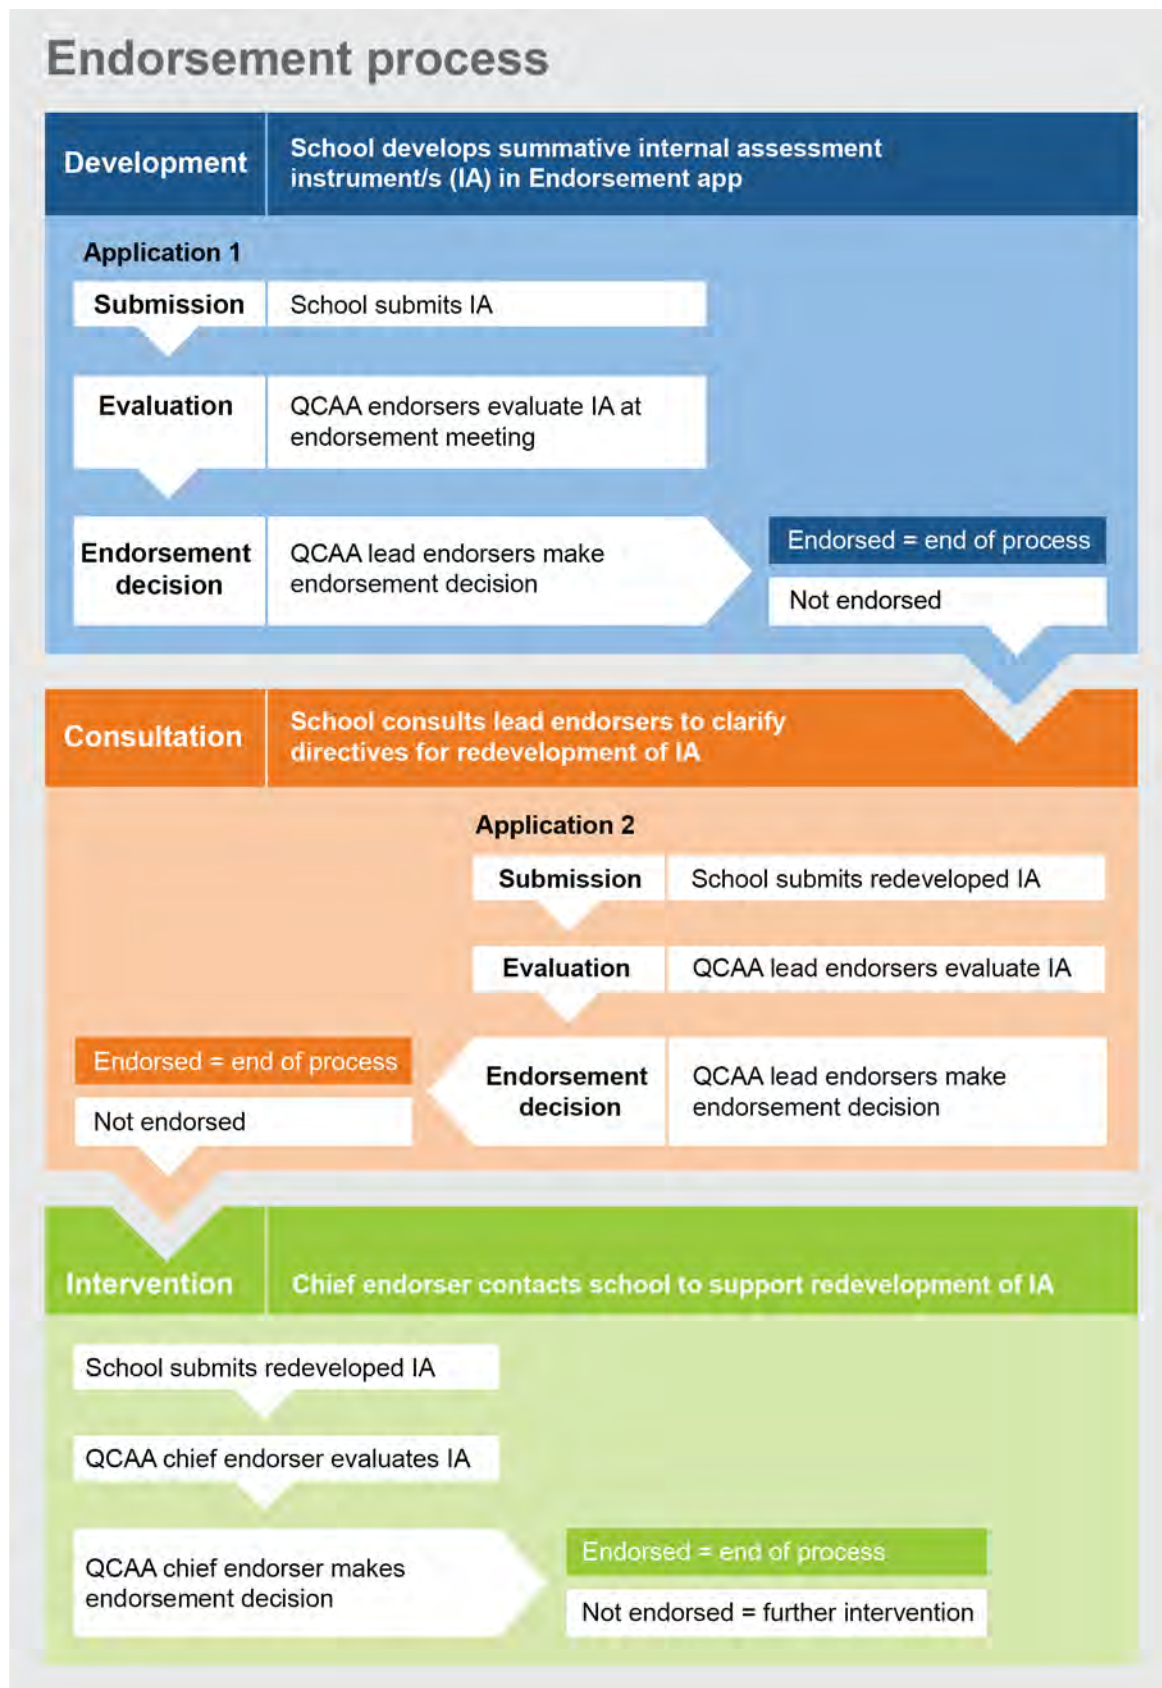 Endorsement process
Development
School develops summative internal assessment
instrument/s (IA) in Endorsement app
Application 1
Submission
School submits IA
Evaluation
QCAA endorsers evaluate IA at
endorsement meeting
Endorsement
decision
QCAA lead endorsers make
endorsement decision
Endorsed = end of process
Not endorsed
Consultation
School consults lead endorsers to clarify
directives for redevelopment of IA
Application 2
Submission
School submits redeveloped IA
Evaluation
QCAA lead endorsers evaluate IA
Endorsement
decision
QCAA lead endorsers make
endorsement decision
Endorsed = end of process
Not endorsed
Intervention
Chief endorser contacts school to support redevelopment of IA
School submits redeveloped IA
QCAA chief endorser evaluates IA
QCAA chief endorser makes
endorsement decision
Endorsed = end of process
Not endorsed = further intervention